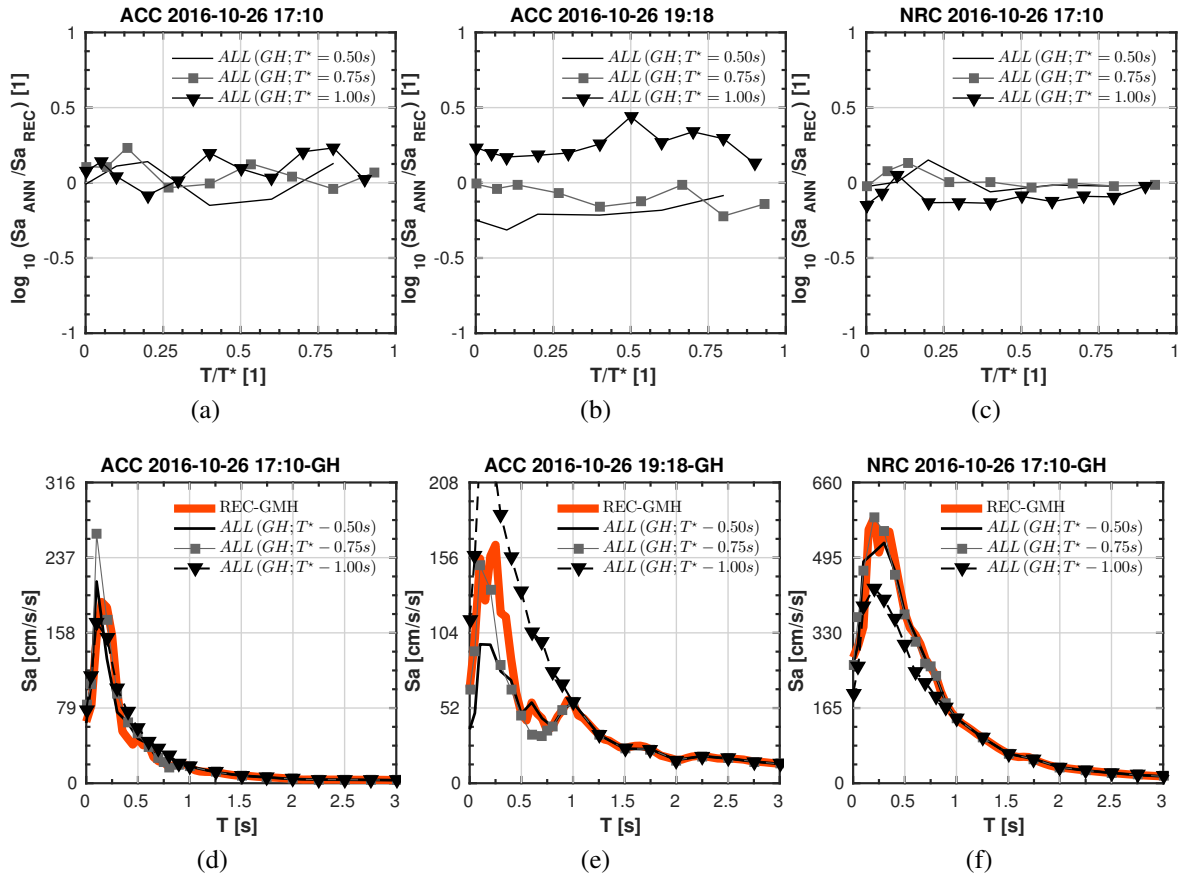 ACC 2016-10-26 17:10
ALL (GH; T⋆ = 0.50s)
ALL (GH; T⋆ = 0.75s)
ALL (GH; T⋆ = 1.00s)
log 10 (Sa ANN /Sa REC) [1]
1
0.5
0
-0.5
-1
0 0.25 0.5 0.75 1
T/T⋆ [1]
(a)
ACC 2016-10-26 19:18
ALL (GH; T⋆ = 0.50s)
ALL (GH; T⋆ = 0.75s)
ALL (GH; T⋆ = 1.00s)
log 10 (Sa ANN /Sa REC) [1]
1
0.5
0
-0.5
-1
0 0.25 0.5 0.75 1
T/T⋆ [1]
(b)
NRC 2016-10-26 17:10
ALL (GH; T⋆ = 0.50s)
ALL (GH; T⋆ = 0.75s)
ALL (GH; T⋆ = 1.00s)
log 10 (Sa ANN /Sa REC) [1]
1
0.5
0
-0.5
-1
0 0.25 0.5 0.75 1
T/T⋆ [1]
(c)
ACC 2016-10-26 17:10-GH
REC-GMH
ALL (GH; T⋆ − 0.50s)
ALL (GH; T⋆ − 0.75s)
ALL (GH; T⋆ − 1.00s)
Sa [cm/s/s]
316
237
158
79
0
0 0.5 1 1.5 2 2.5 3
T [s]
(d)
ACC 2016-10-26 19:18-GH
REC-GMH
ALL (GH; T⋆ − 0.50s)
ALL (GH; T⋆ − 0.75s)
ALL (GH; T⋆ − 1.00s)
Sa [cm/s/s]
208
156
104
52
0
0 0.5 1 1.5 2 2.5 3
T [s]
(e)
NRC 2016-10-26 17:10-GH
REC-GMH
ALL (GH; T⋆ − 0.50s)
ALL (GH; T⋆ − 0.75s)
ALL (GH; T⋆ − 1.00s)
Sa [cm/s/s]
660
495
330
165
0
0 0.5 1 1.5 2 2.5 3
T [s]
(f)